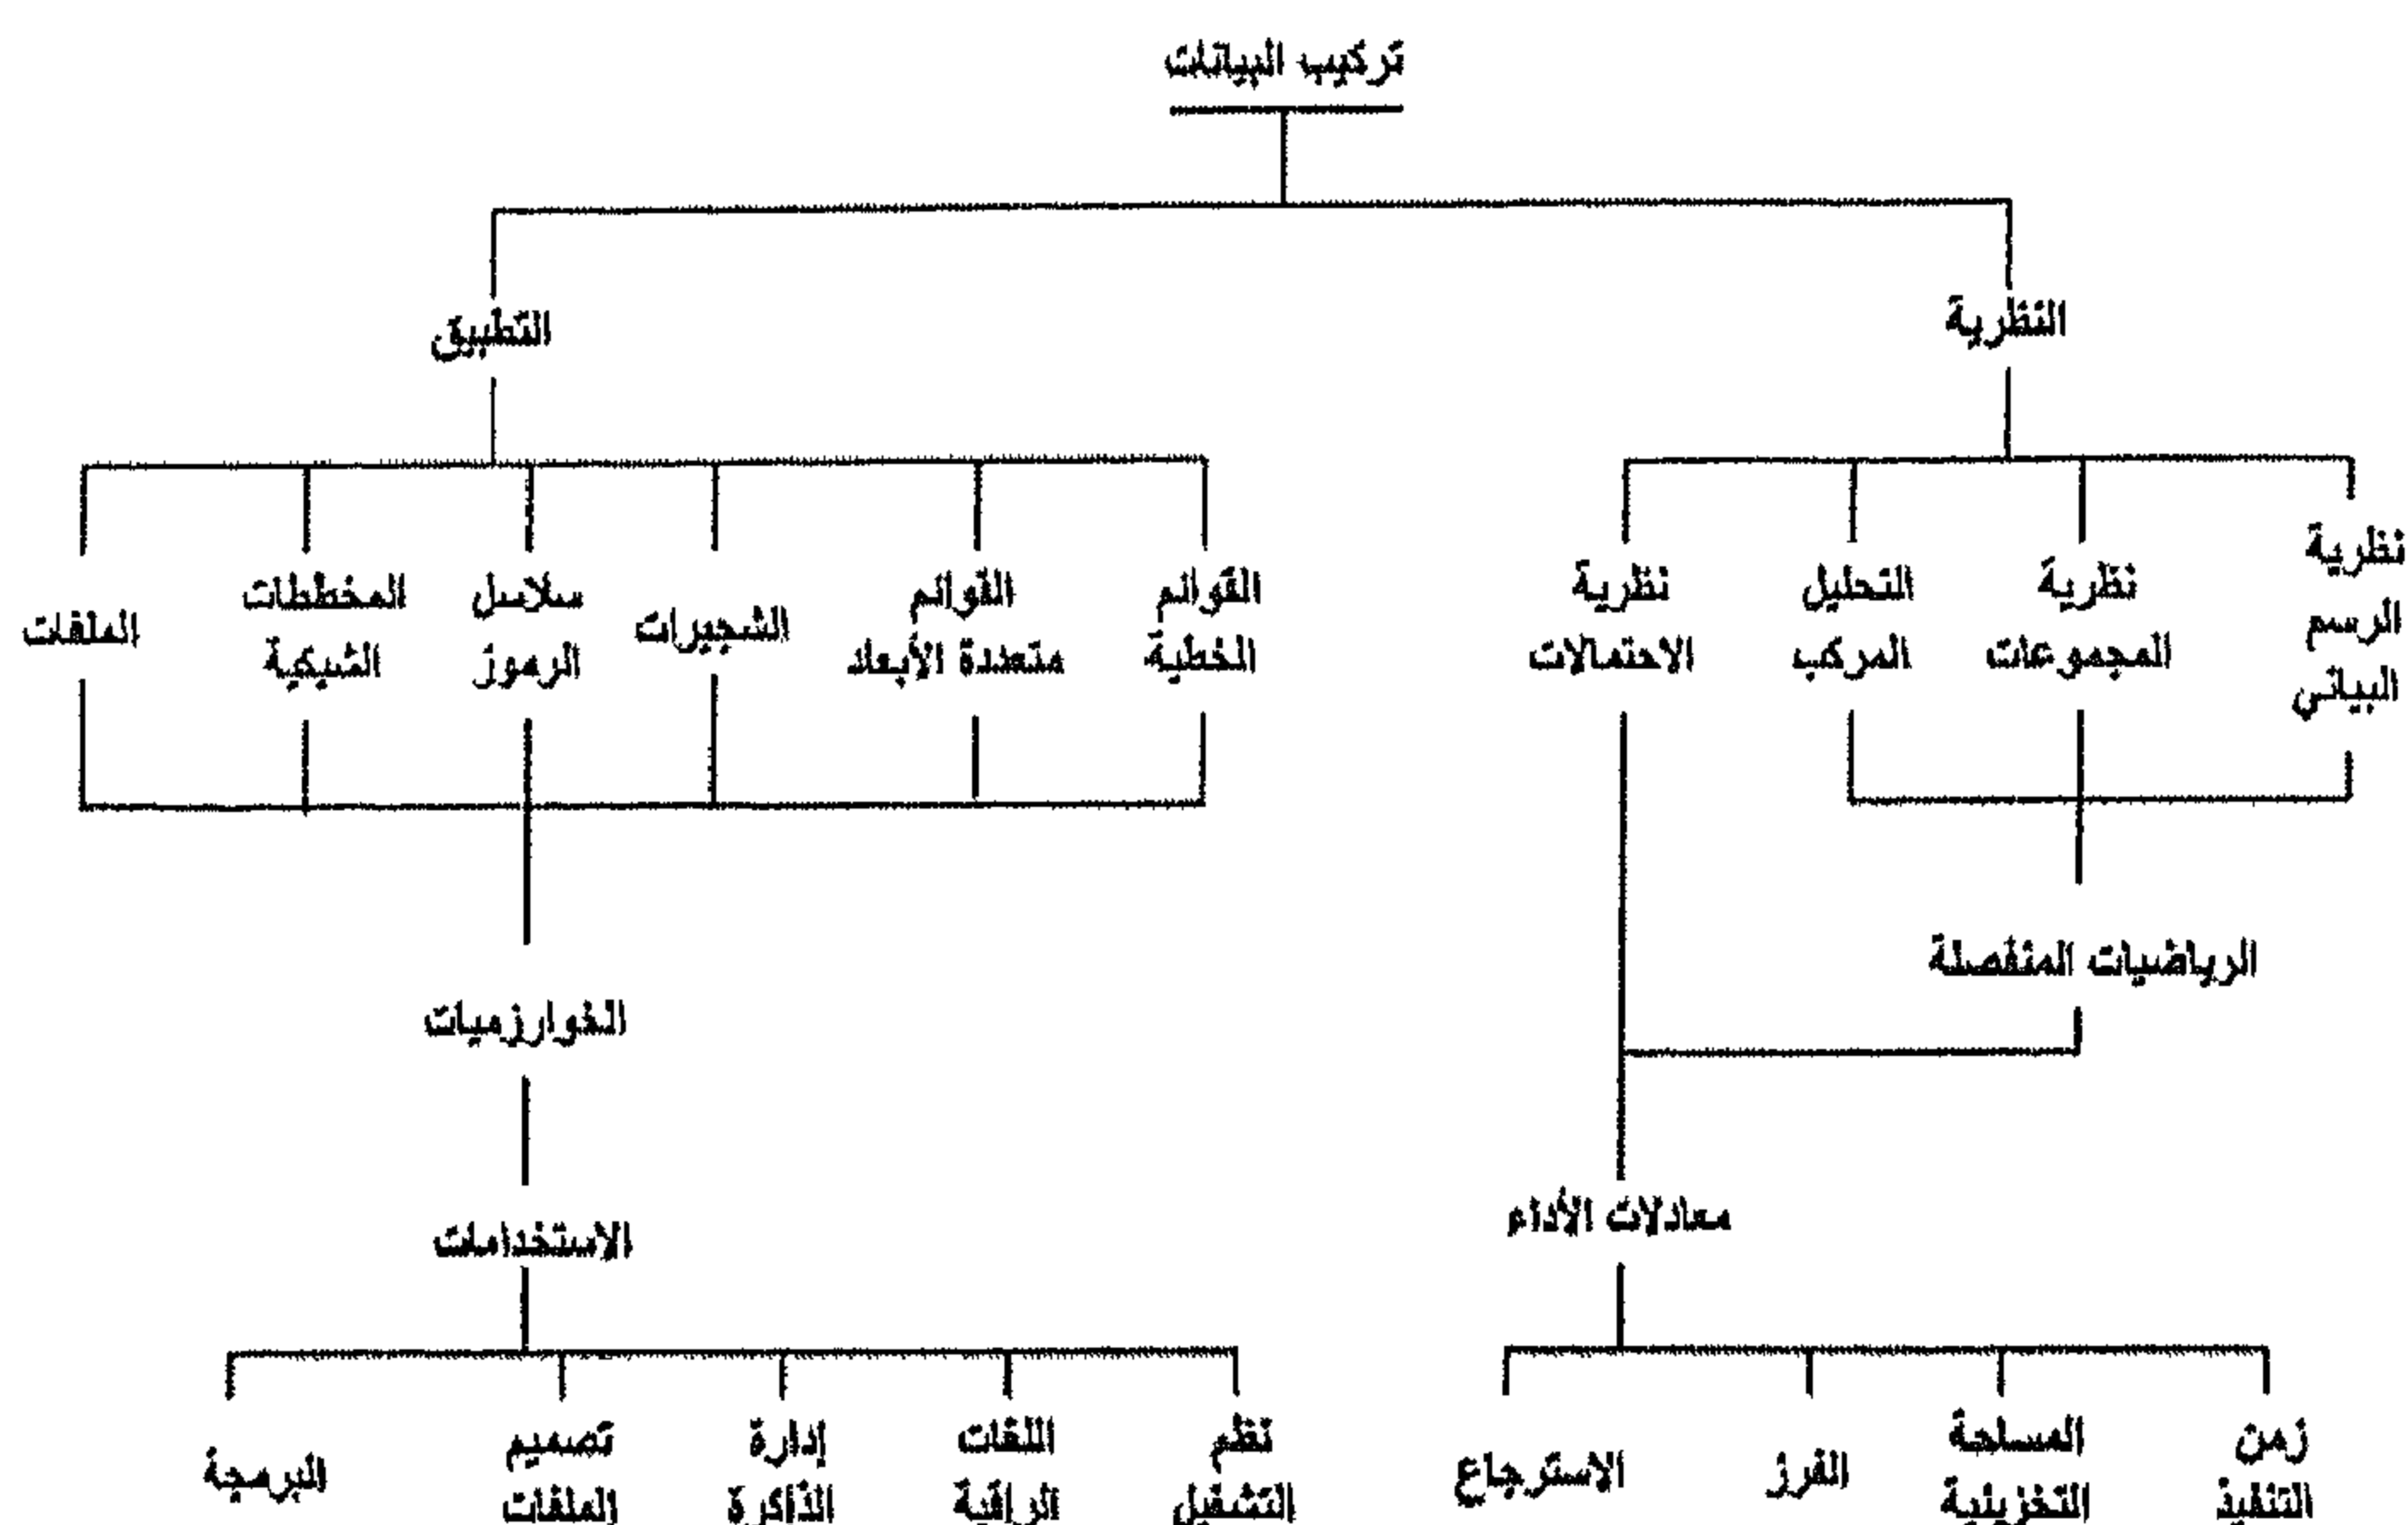 تركيب البيانات
النظرية
التطبيق
نظرية
الرسم
البياني
نظرية
المجموعات
التحليل
المركب
نظرية
الاحتمالات
القوائم
الخطية
القوائم
متعددة الأبعاد
الشجيرات
سلاسل
الرموز
المخططات
الشبكية
الملفات
الرياضيات المنفصلة
الخوارزميات
معادلات الأداء
الاستخدامات
زمن
التنفيذ
المساحة
التخزينية
الفرز
الاسترجاع
نظم
التشغيل
اللغات
الراقية
إدارة
الذاكرة
تصميم
الملفات
البرمجة